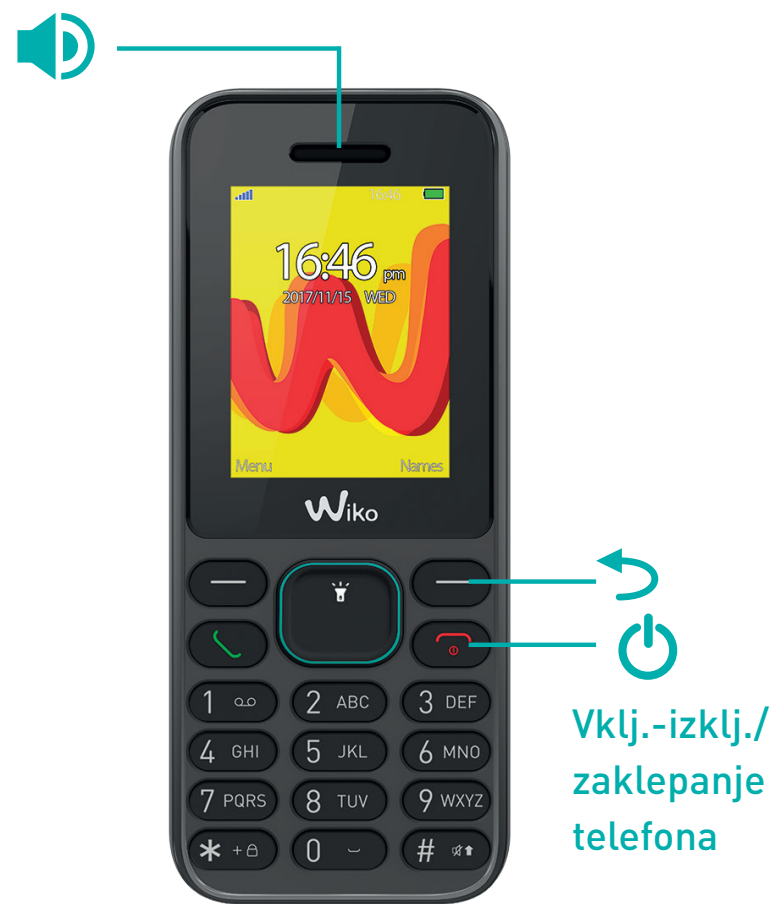 16:46
16:46 pm
2017/11/15 WED
Menu Names
Wiko
1 2 ABC 3 DEF
4 GHI 5 JKL 6 MNO
7 PQRS 8 TUV 9 WXYZ
* + 0 #
Vklj.-izklj./
zaklepanje
telefona